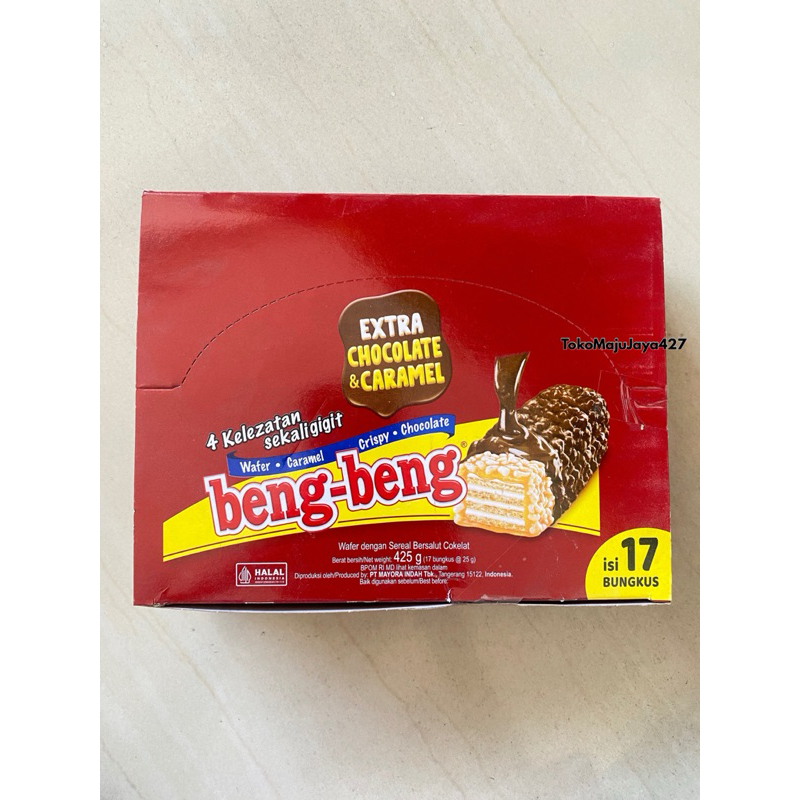 EXTRA
CHOCOLATE
& CARAMEL
TokoMajuJaya427
4 Kelezatan
sekali gigit
Wafer • Caramel Crispy • Chocolate
beng-beng®
Wafer dengan Sereal Bersalut Cokelat
Berat bersih/Net weight: 425 g (17 bungkus @ 25 g)
BPOM RI MD lihat kemasan dalam
Diproduksi oleh/Produced by: PT MAYORA INDAH Tbk., Tangerang 15122, Indonesia.
Baik digunakan sebelum/Best before:
HALAL
INDONESIA
isi 17
BUNGKUS